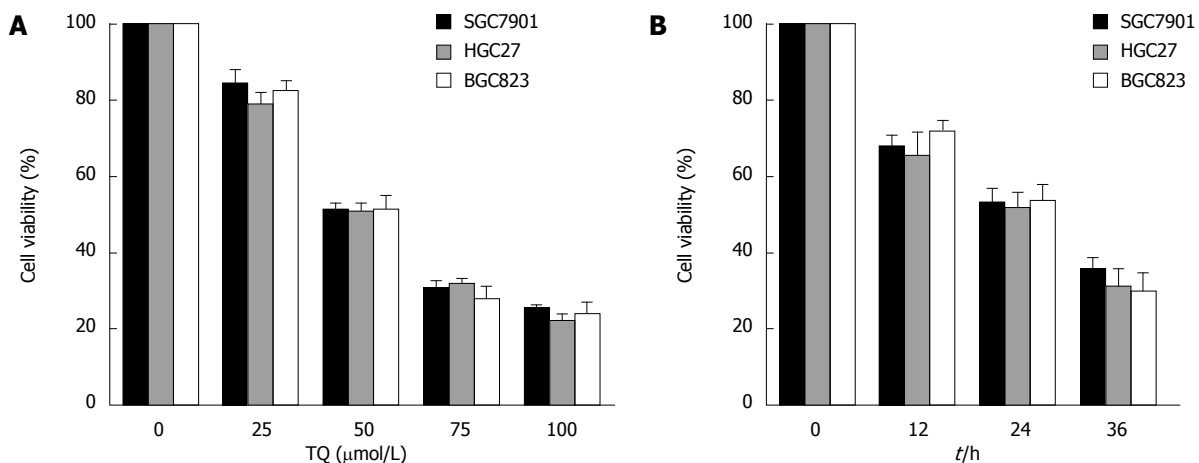 A
SGC7901
HGC27
BGC823
100
80
60
40
20
0
Cell viability (%)
0 25 50 75 100
TQ (μmol/L)
B
SGC7901
HGC27
BGC823
100
80
60
40
20
0
Cell viability (%)
0 12 24 36
t/h